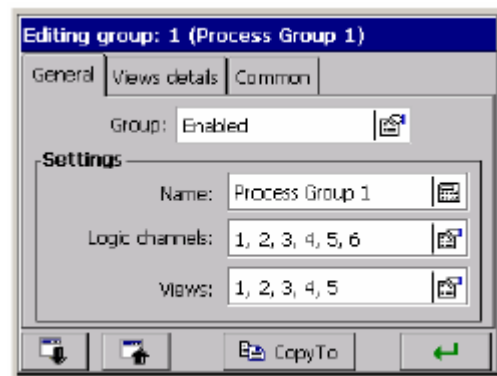 Editing group: 1 (Process Group 1)
General Views details Common
Group: Enabled
Settings
Name: Process Group 1
Logic channels: 1, 2, 3, 4, 5, 6
Views: 1, 2, 3, 4, 5
CopyTo